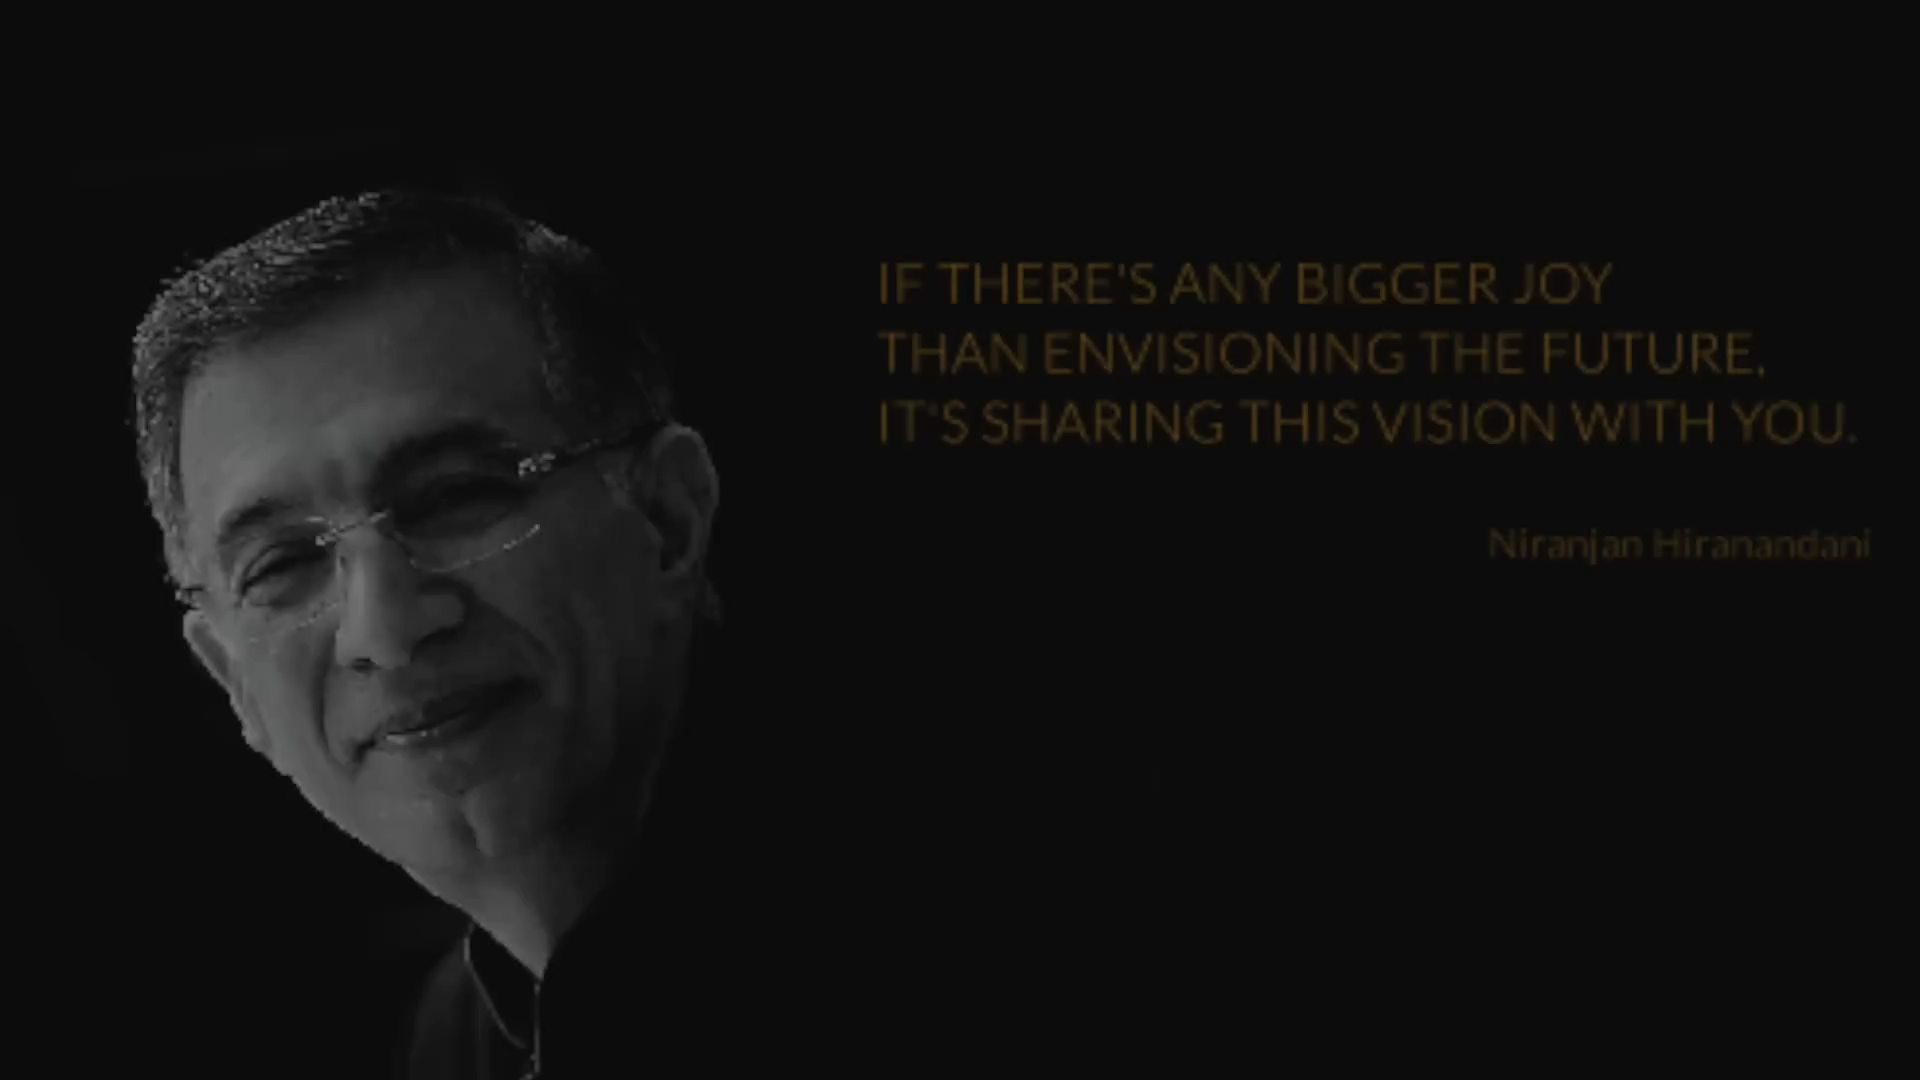 IF THERE'S ANY BIGGER JOY
THAN ENVISIONING THE FUTURE,
IT'S SHARING THIS VISION WITH YOU.
Niranjan Hiranandani